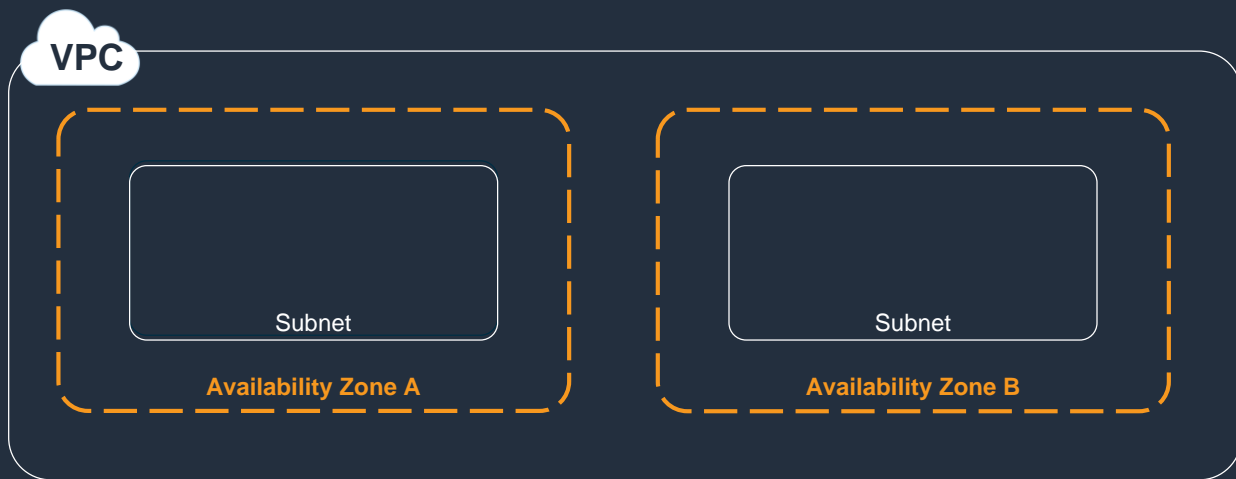 VPC
Subnet
Subnet
Availability Zone A
Availability Zone B